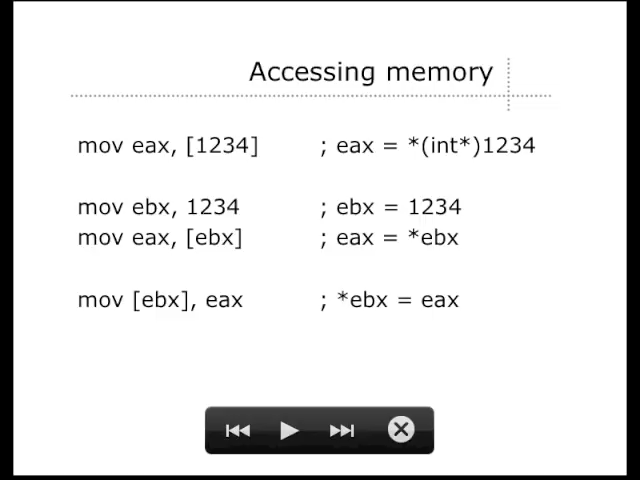 Accessing memory
mov eax, [1234] ; eax = *(int*)1234
mov ebx, 1234 ; ebx = 1234
mov eax, [ebx] ; eax = *ebx
mov [ebx], eax ; *ebx = eax